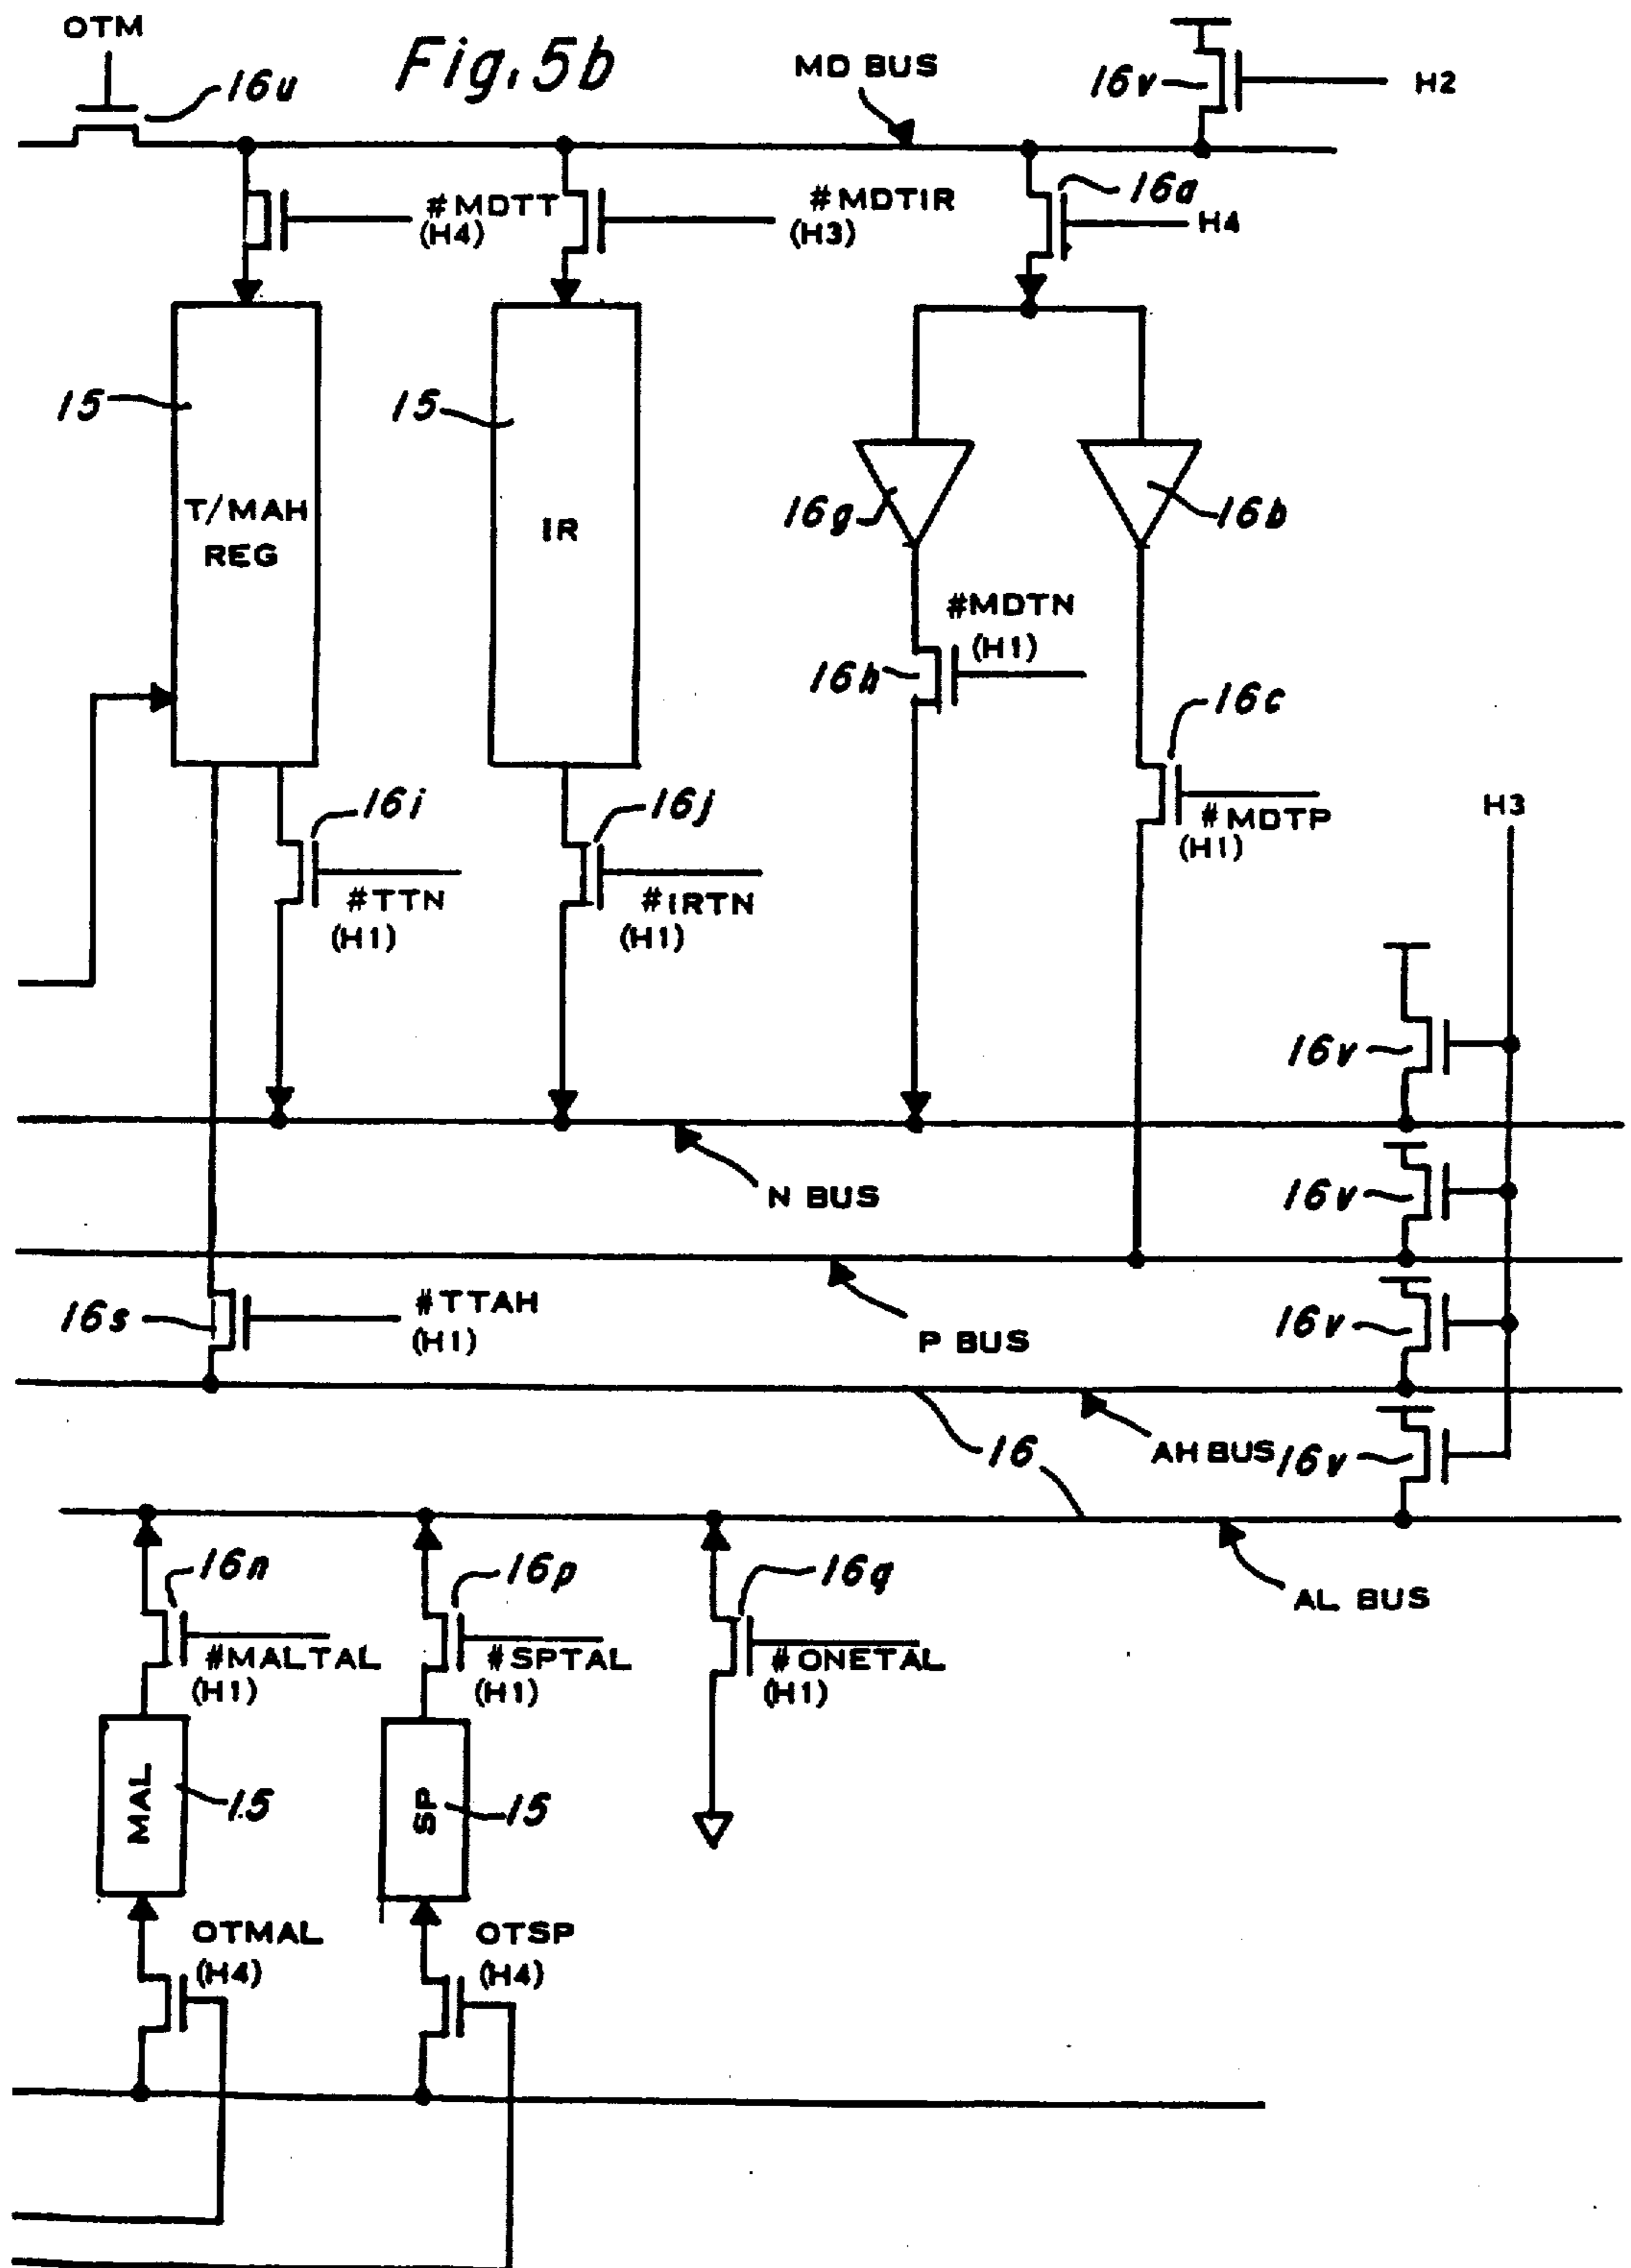 OTM
Fig. 5b
16u
MD BUS
16v
H2
16a
#MDTT
(H4)
#MDTIR
(H3)
H4
15
15
T/MAH
REG
IR
16g
16b
#MDTN
(H1)
16h
16c
16i
16j
#MDTP
(H1)
H3
#TTN
(H1)
#IRTN
(H1)
16v
N BUS
16v
16s
#TTAH
(H1)
P BUS
16v
16
AH BUS
16v
16n
16p
16q
AL BUS
#MALTAL
(H1)
#SPTAL
(H1)
#ONETAL
(H1)
MAL
15
SP
15
OTMAL
(H4)
OTSP
(H4)